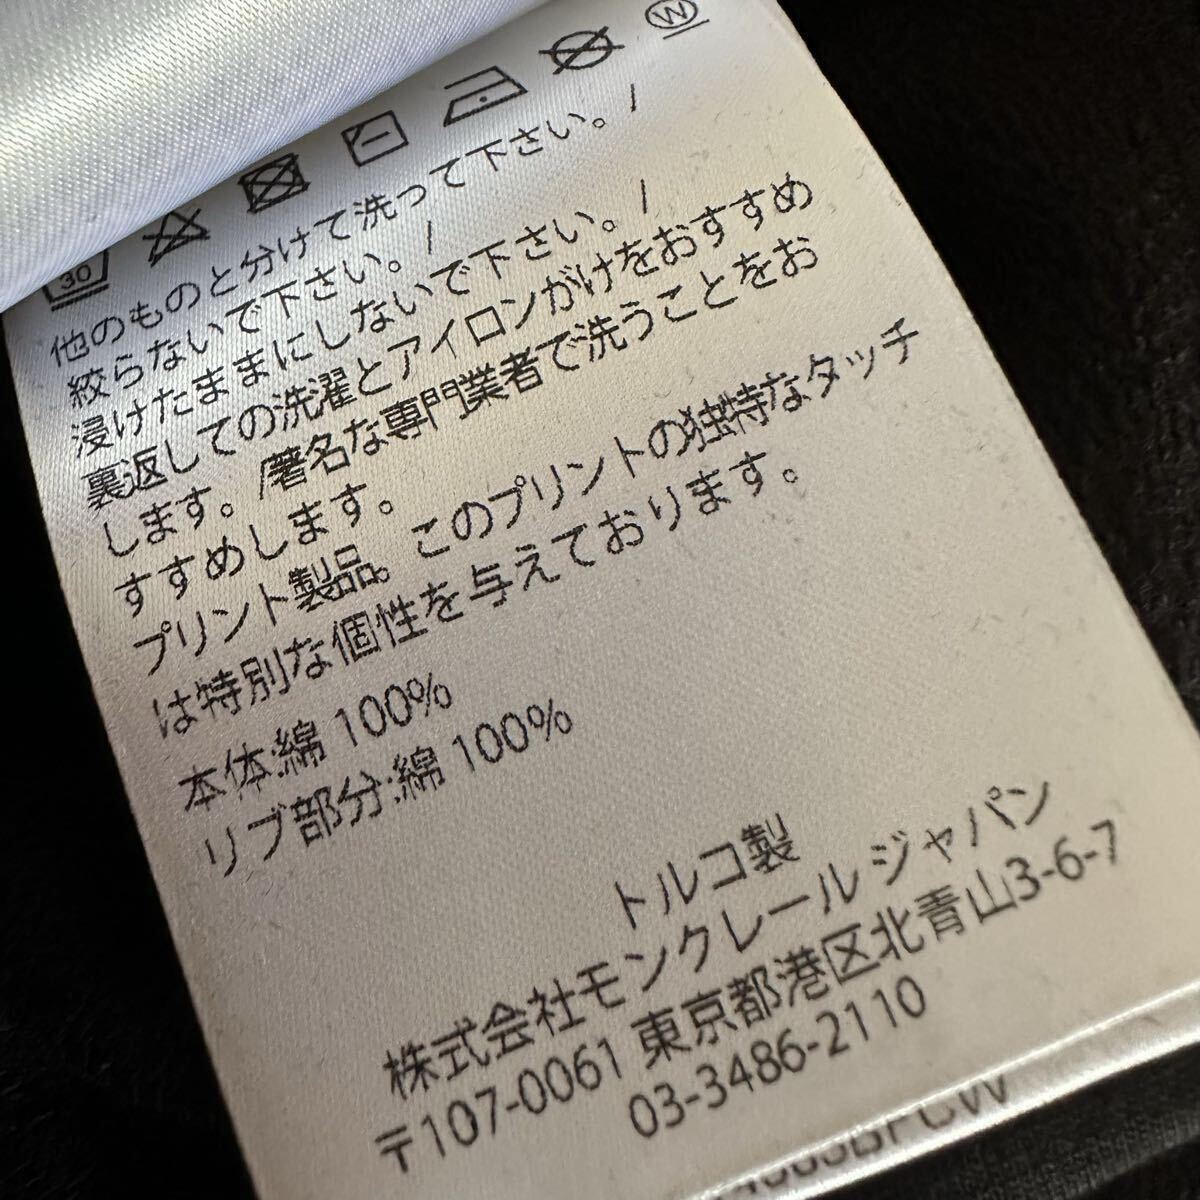 30
W
他のものと分けて洗って下さい。/
絞らないで下さい。/
浸けたままにしないで下さい。/
裏返しての洗濯とアイロンがけをおすすめ
します。/著名な専門業者で洗うことをお
すすめします。
プリント製品。このプリントの独特なタッチ
は特別な個性を与えております。
本体:綿 100%
リブ部分:綿 100%
トルコ製
株式会社モンクレール ジャパン
〒107-0061 東京都港区北青山3-6-7
03-3486-2110